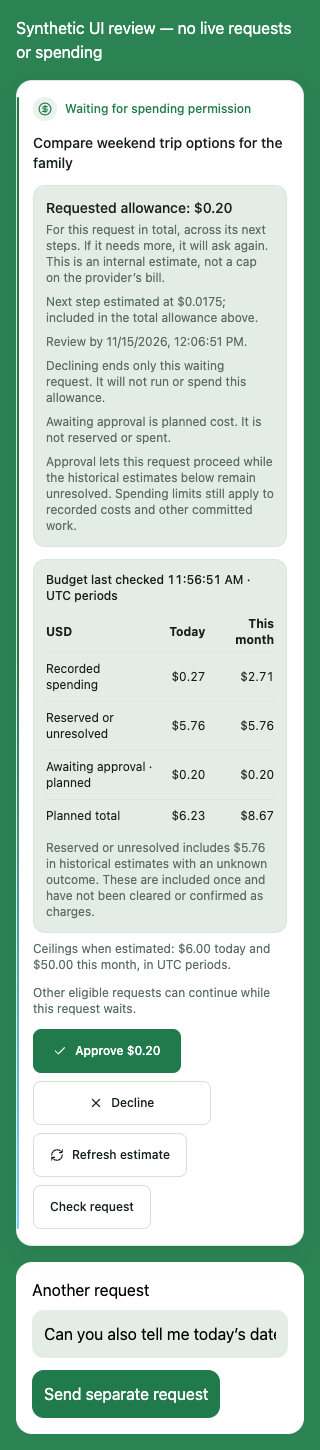 Synthetic UI review — no live requests
or spending
Waiting for spending permission
Compare weekend trip options for the
family
Requested allowance: $0.20
For this request in total, across its next
steps. If it needs more, it will ask again.
This is an internal estimate, not a cap
on the provider's bill.
Next step estimated at $0.0175;
included in the total allowance above.
Review by 11/15/2026, 12:06:51 PM.
Declining ends only this waiting
request. It will not run or spend this
allowance.
Awaiting approval is planned cost. It is
not reserved or spent.
Approval lets this request proceed while
the historical estimates below remain
unresolved. Spending limits still apply to
recorded costs and other committed
work.
Budget last checked 11:56:51 AM ·
UTC periods
USD Today This
month
Recorded
spending $0.27 $2.71
Reserved or
unresolved $5.76 $5.76
Awaiting approval ·
planned $0.20 $0.20
Planned total $6.23 $8.67
Reserved or unresolved includes $5.76
in historical estimates with an unknown
outcome. These are included once and
have not been cleared or confirmed as
charges.
Ceilings when estimated: $6.00 today and
$50.00 this month, in UTC periods.
Other eligible requests can continue while
this request waits.
Approve $0.20
Decline
Refresh estimate
Check request
Another request
Can you also tell me today's date
Send separate request